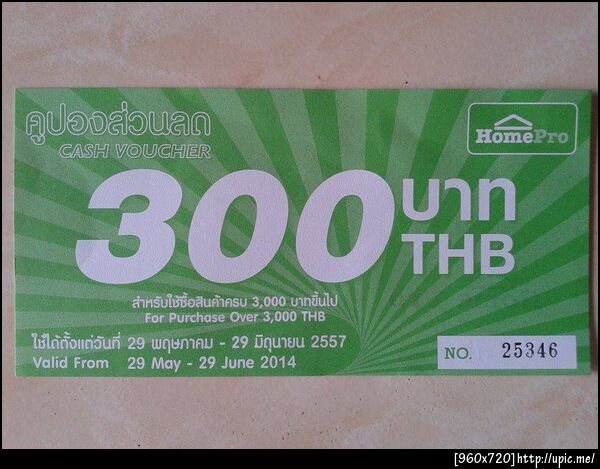 คูปองส่วนลด
CASH VOUCHER
HomePro
300 บาท
THB
สำหรับใช้ซื้อสินค้าครบ 3,000 บาทขึ้นไป
For Purchase Over 3,000 THB
ใช้ได้ตั้งแต่วันที่ 29 พฤษภาคม - 29 มิถุนายน 2557
Valid From 29 May - 29 June 2014
NO. 25346
[960x720]http://upic.me/